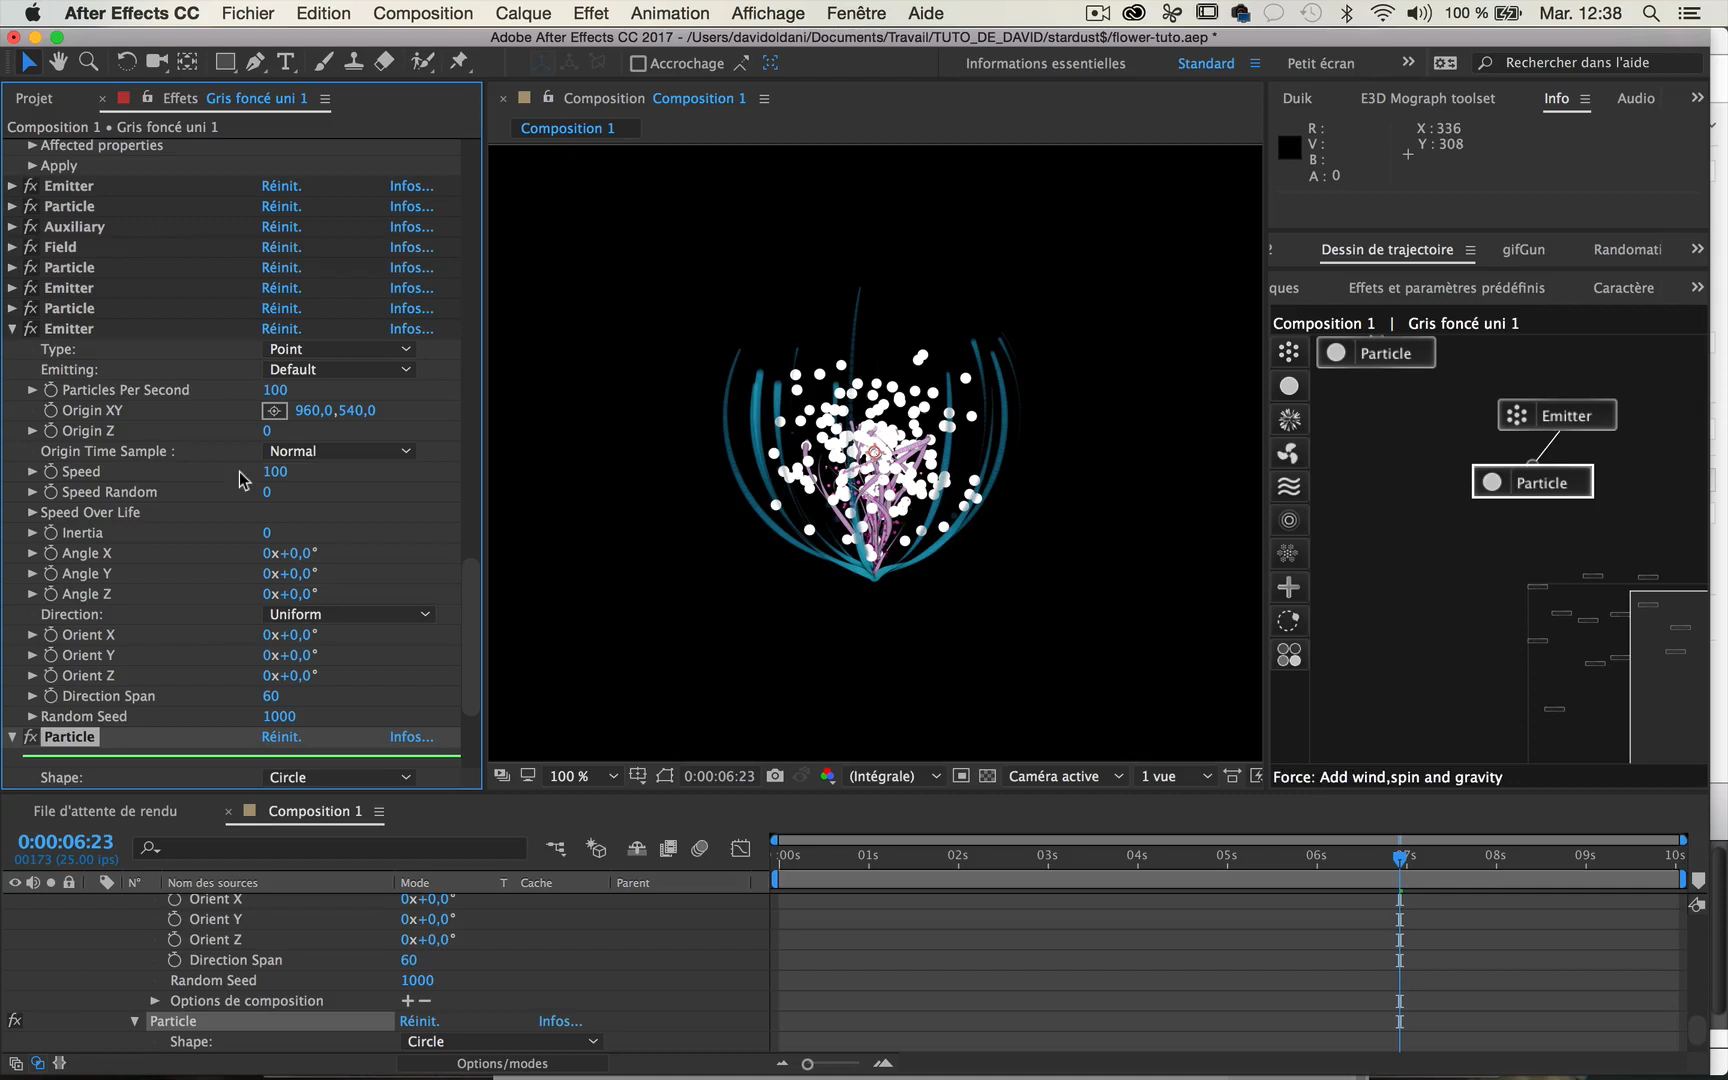 After Effects CC Fichier Edition Composition Calque Effet Animation Affichage Fenêtre Aide 100 % Mar. 12:38
Adobe After Effects CC 2017 - /Users/davidoldani/Documents/Travail/TUTO_DE_DAVID/stardust$/flower-tuto.aep *
T Accrochage Informations essentielles Standard Petit écran Rechercher dans l'aide
Projet Effets Gris foncé uni 1
Composition 1 • Gris foncé uni 1
Affected properties
Apply
Emitter Réinit. Infos...
Particle Réinit. Infos...
Auxiliary Réinit. Infos...
Field Réinit. Infos...
Particle Réinit. Infos...
Emitter Réinit. Infos...
Particle Réinit. Infos...
Emitter Réinit. Infos...
Type: Point
Emitting: Default
Particles Per Second 100
Origin XY 960,0,540,0
Origin Z 0
Origin Time Sample : Normal
Speed 100
Speed Random 0
Speed Over Life
Inertia 0
Angle X 0x+0,0°
Angle Y 0x+0,0°
Angle Z 0x+0,0°
Direction: Uniform
Orient X 0x+0,0°
Orient Y 0x+0,0°
Orient Z 0x+0,0°
Direction Span 60
Random Seed 1000
Particle Réinit. Infos...
Shape: Circle
Composition Composition 1
Composition 1
100 % 0:00:06:23 (Intégrale) Caméra active 1 vue
Duik E3D Mograph toolset Info Audio
R : X : 336
V : Y : 308
B :
A : 0
2 Dessin de trajectoire gifGun Randomati
ques Effets et paramètres prédéfinis Caractère
Composition 1 | Gris foncé uni 1
Particle
Emitter
Particle
Force: Add wind,spin and gravity
File d'attente de rendu Composition 1
0:00:06:23
00173 (25.00 ips)
:00s 01s 02s 03s 04s 05s 06s 07s 08s 09s 10s
N° Nom des sources Mode T Cache Parent
Orient X 0x+0,0°
Orient Y 0x+0,0°
Orient Z 0x+0,0°
Direction Span 60
Random Seed 1000
Options de composition
Particle Réinit. Infos...
Shape: Circle
Options/modes